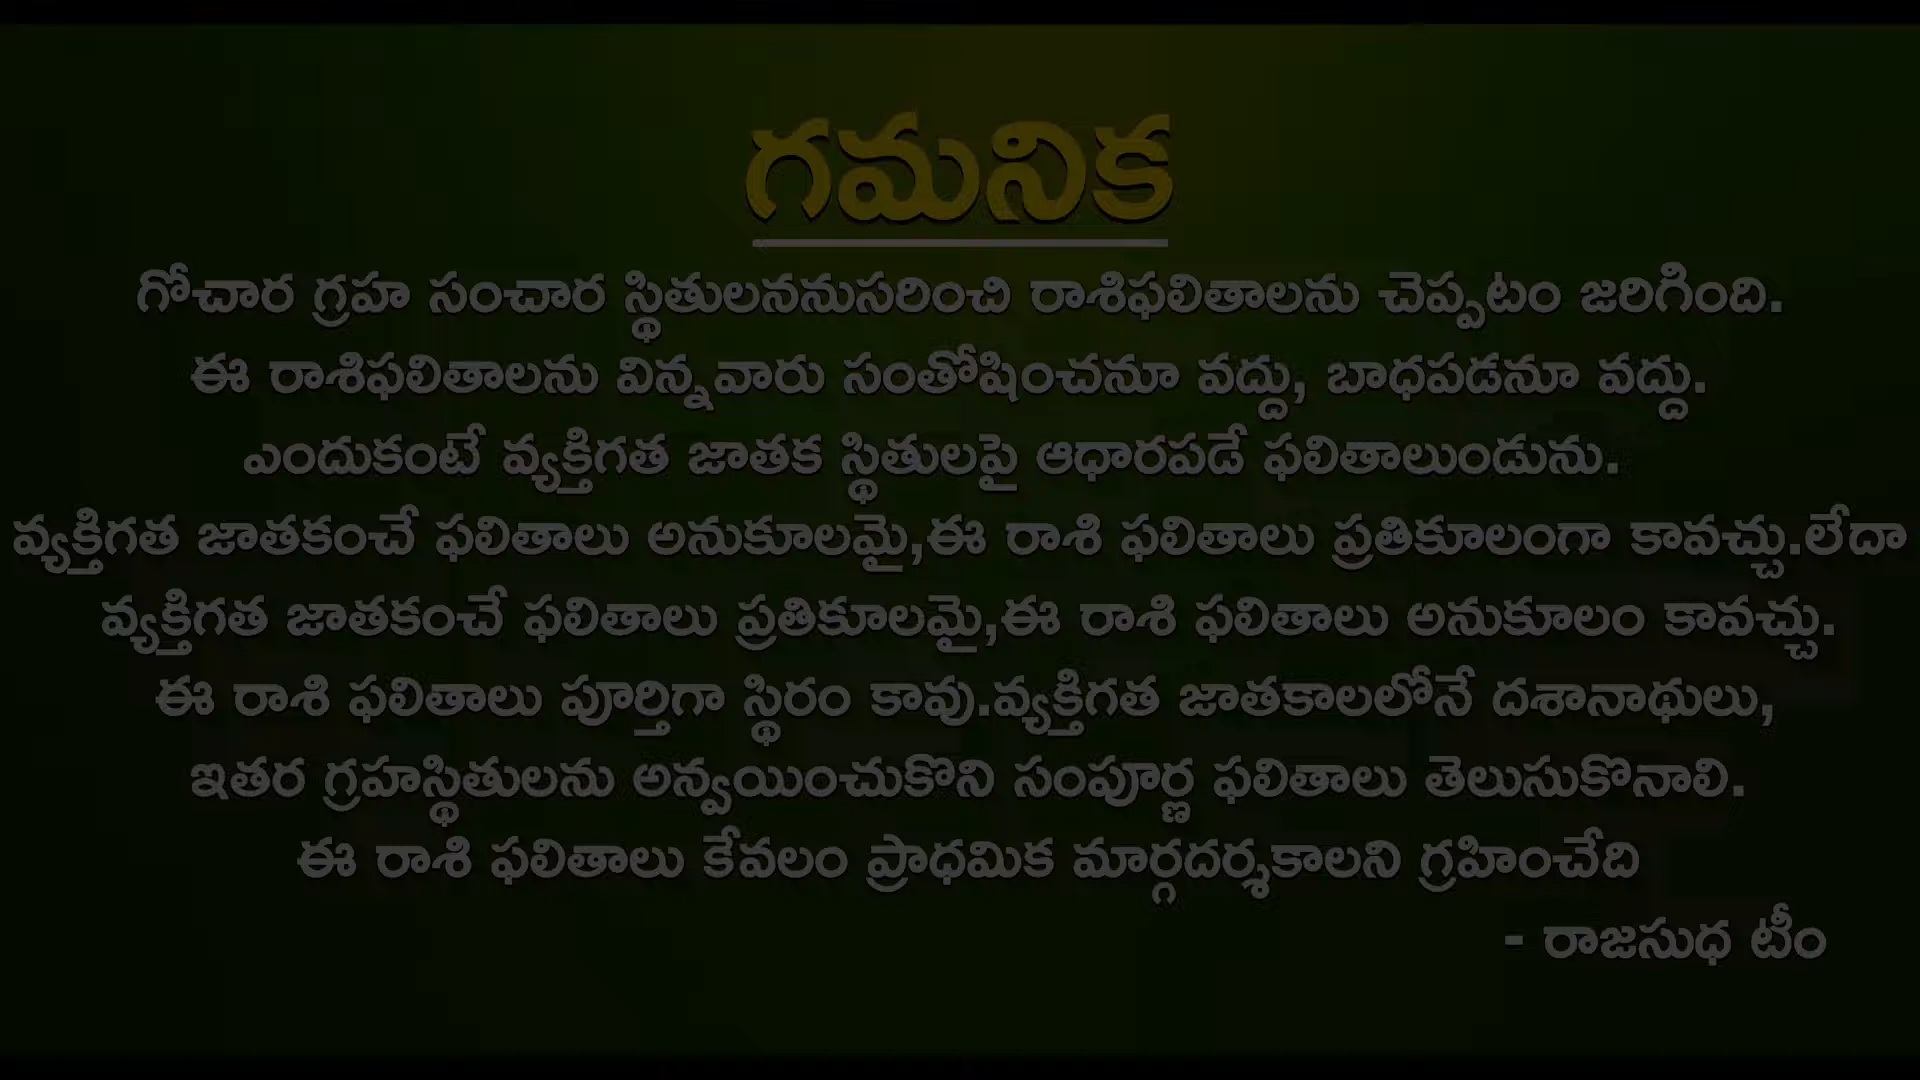 గమనిక
గోచార గ్రహ సంచార స్థితులననుసరించి రాశిఫలితాలను చెప్పటం జరిగింది.
ఈ రాశిఫలితాలను విన్నవారు సంతోషించనూ వద్దు, బాధపడనూ వద్దు.
ఎందుకంటే వ్యక్తిగత జాతక స్థితులపై ఆధారపడే ఫలితాలుండును.
వ్యక్తిగత జాతకంచే ఫలితాలు అనుకూలమై,ఈ రాశి ఫలితాలు ప్రతికూలంగా కావచ్చు.లేదా
వ్యక్తిగత జాతకంచే ఫలితాలు ప్రతికూలమై,ఈ రాశి ఫలితాలు అనుకూలం కావచ్చు.
ఈ రాశి ఫలితాలు పూర్తిగా స్థిరం కావు.వ్యక్తిగత జాతకాలలోనే దశానాథులు,
ఇతర గ్రహస్థితులను అన్వయించుకొని సంపూర్ణ ఫలితాలు తెలుసుకొనాలి.
ఈ రాశి ఫలితాలు కేవలం ప్రాధమిక మార్గదర్శకాలని గ్రహించేది
- రాజసుధ టీం